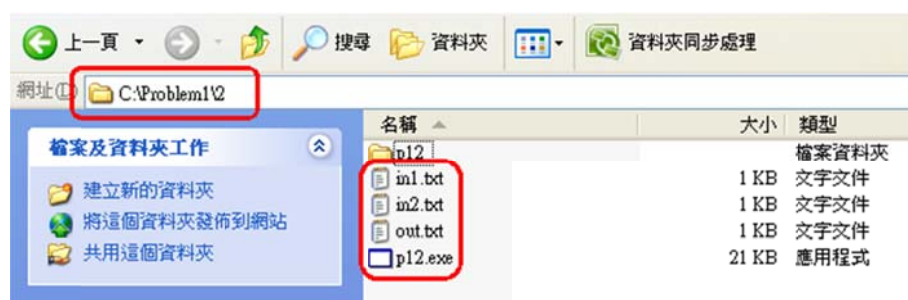 上一頁 搜尋 資料夾 資料夾同步處理
網址(D) C:\Problem1\2
名稱 大小 類型
檔案及資料夾工作
p12 檔案資料夾
in1.txt 1 KB 文字文件
建立新的資料夾
in2.txt 1 KB 文字文件
將這個資料夾發佈到網站
out.txt 1 KB 文字文件
共用這個資料夾
p12.exe 21 KB 應用程式